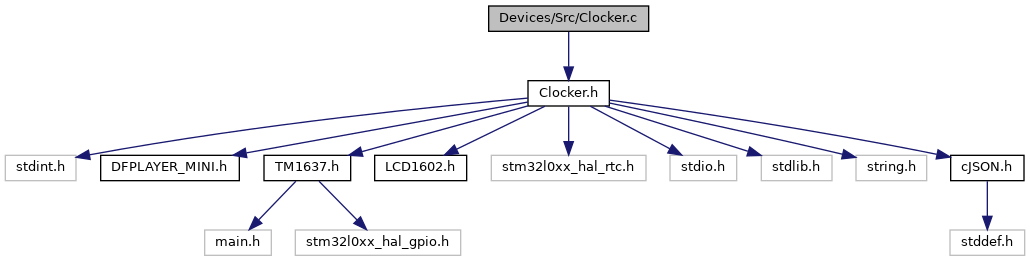 Devices/Src/Clocker.c
Clocker.h
stdint.h
DFPLAYER_MINI.h
TM1637.h
LCD1602.h
stm32l0xx_hal_rtc.h
stdio.h
stdlib.h
string.h
cJSON.h
main.h
stm32l0xx_hal_gpio.h
stddef.h